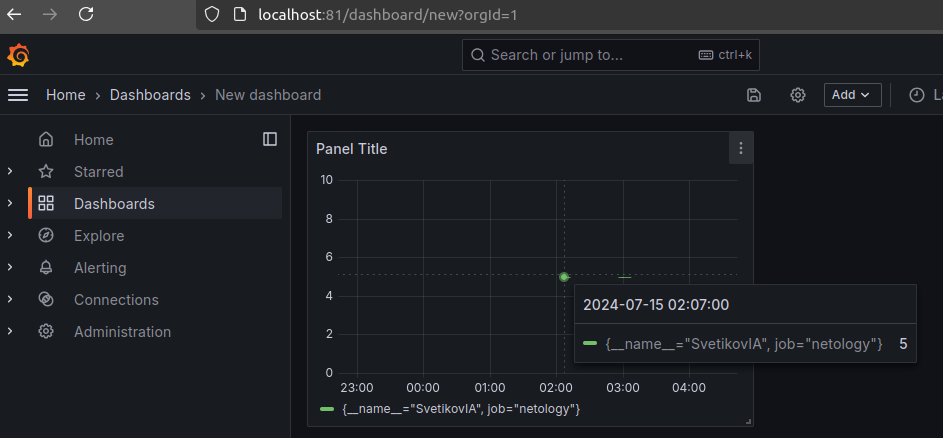 localhost:81/dashboard/new?orgId=1
Search or jump to... ctrl+k
Home › Dashboards › New dashboard
Add
Home
Starred
Dashboards
Explore
Alerting
Connections
Administration
Panel Title
10
8
6
4
2
0
23:00 00:00 01:00 02:00 03:00 04:00
{__name__="SvetikovIA", job="netology"}
2024-07-15 02:07:00
{__name__="SvetikovIA", job="netology"} 5